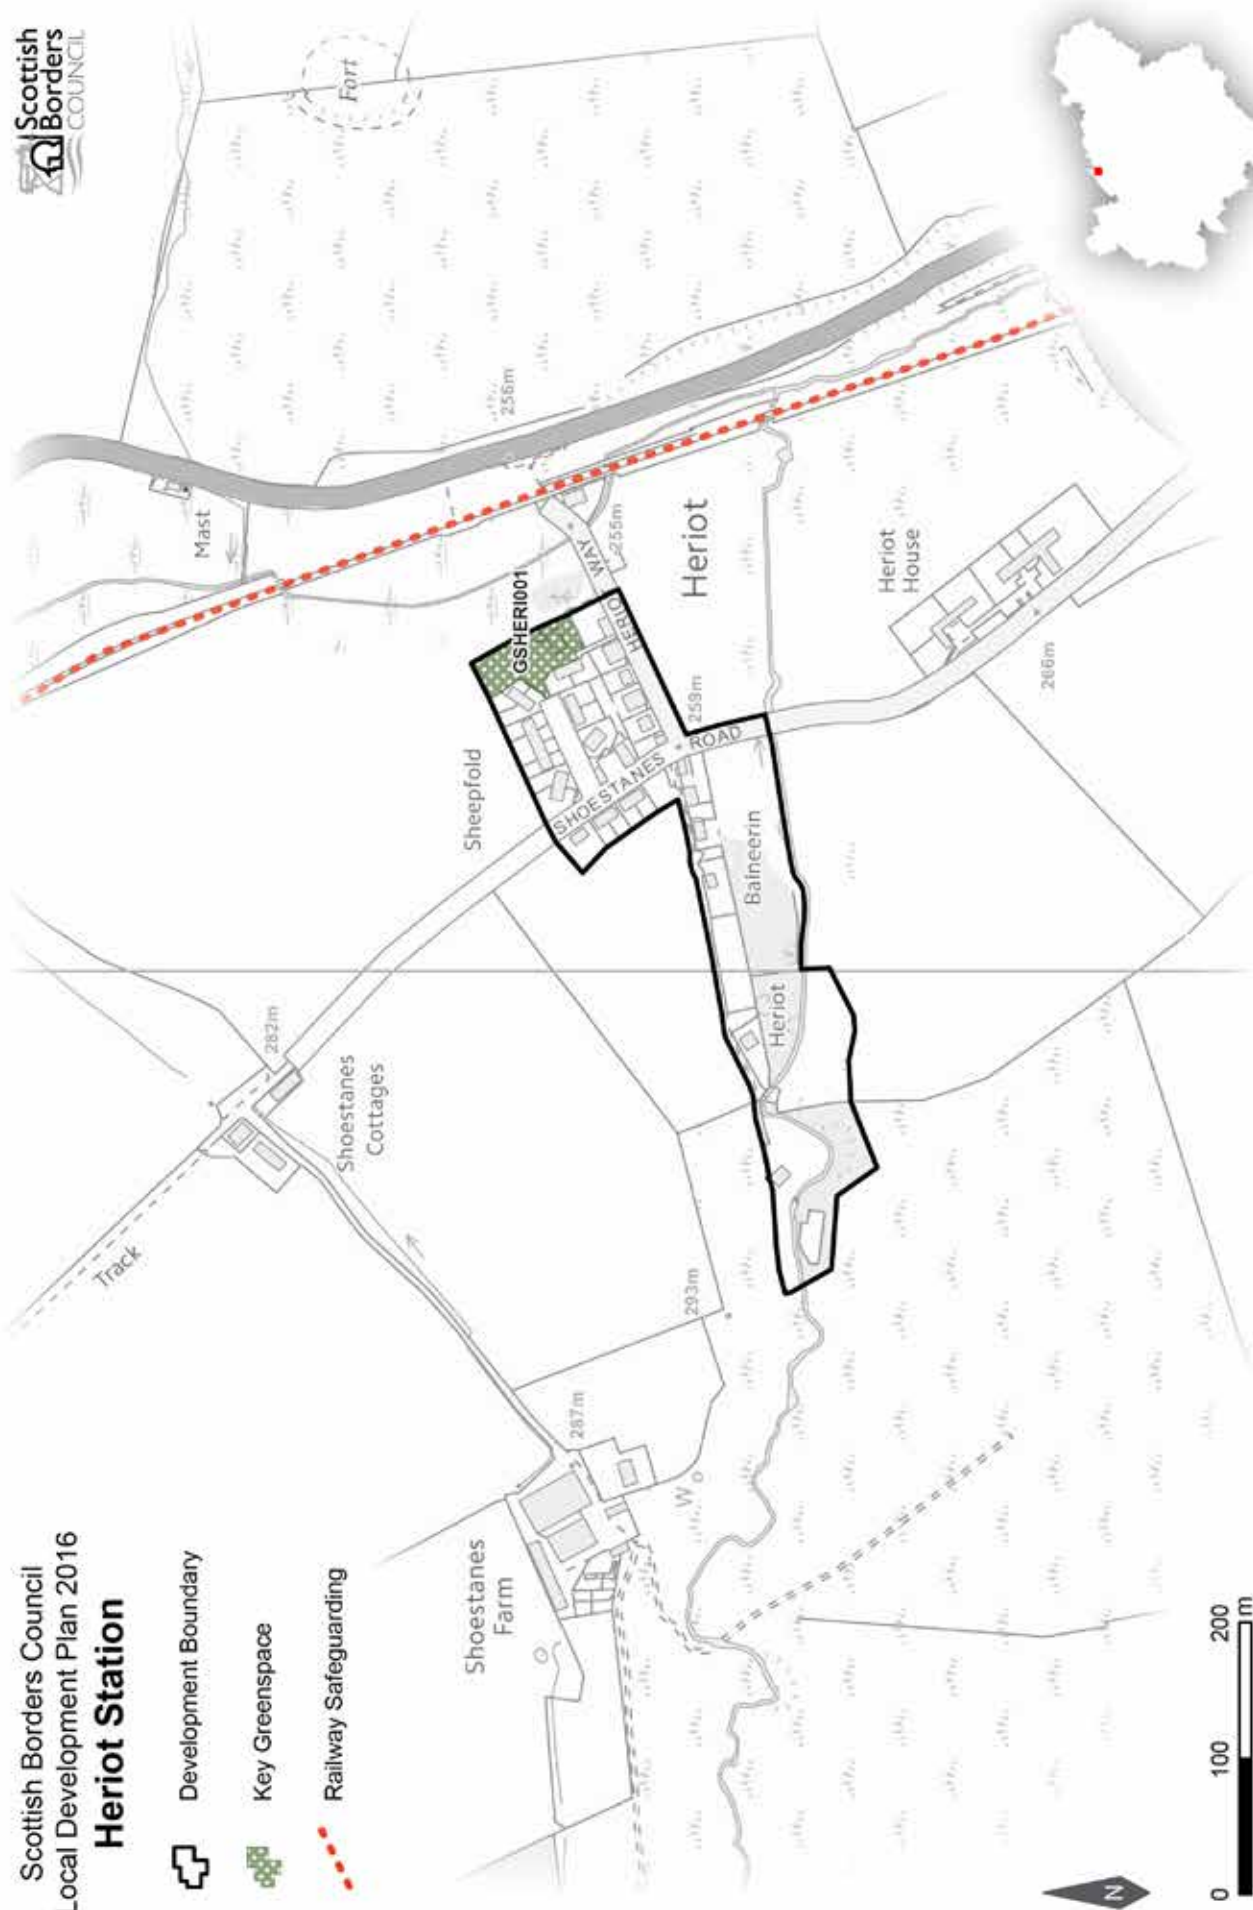 Scottish Borders Council
Local Development Plan 2016
Heriot Station
Development Boundary
Key Greenspace
Railway Safeguarding
Scottish
Borders
COUNCIL
Fort
Mast
256m
Track
282m
Shoestanes
Cottages
Sheepfold
GSHERI001
HERIO
WAY
255m
SHOESTANES ROAD
259m
Heriot
Heriot
House
266m
Baineerin
Heriot
293m
287m
Shoestanes
Farm
W
N
0 100 200
m